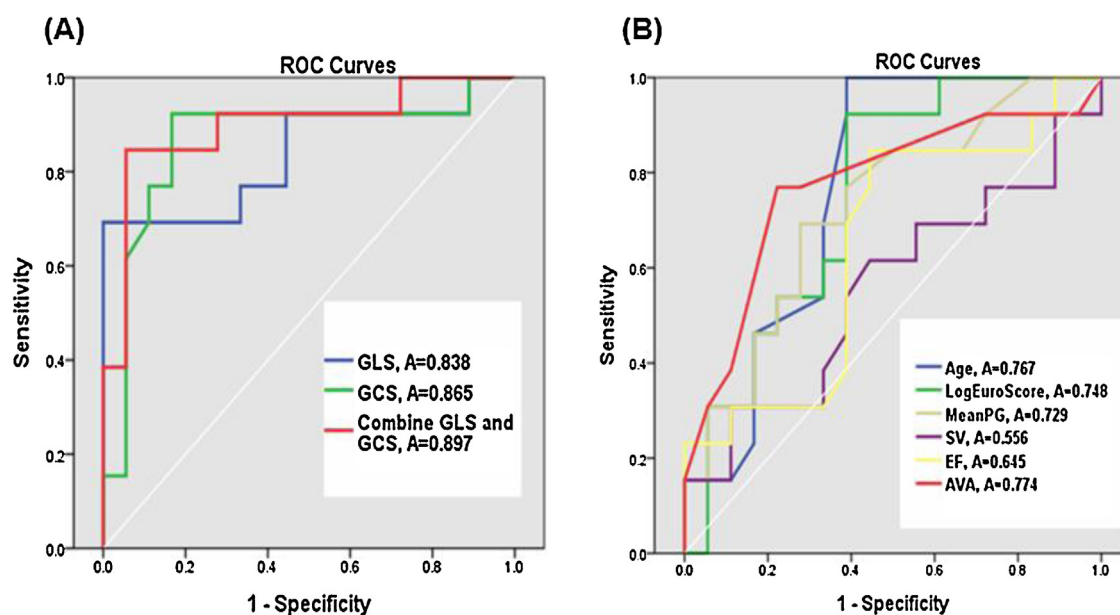 (A)
ROC Curves
Sensitivity
1.0
0.8
0.6
0.4
0.2
0.0
GLS, A=0.838
GCS, A=0.865
Combine GLS and
GCS, A=0.897
0.0 0.2 0.4 0.6 0.8 1.0
1 - Specificity
(B)
ROC Curves
Sensitivity
1.0
0.8
0.6
0.4
0.2
0.0
Age, A=0.767
LogEuroScore, A=0.748
MeanPG, A=0.729
SV, A=0.556
EF, A=0.645
AVA, A=0.774
0.0 0.2 0.4 0.6 0.8 1.0
1 - Specificity